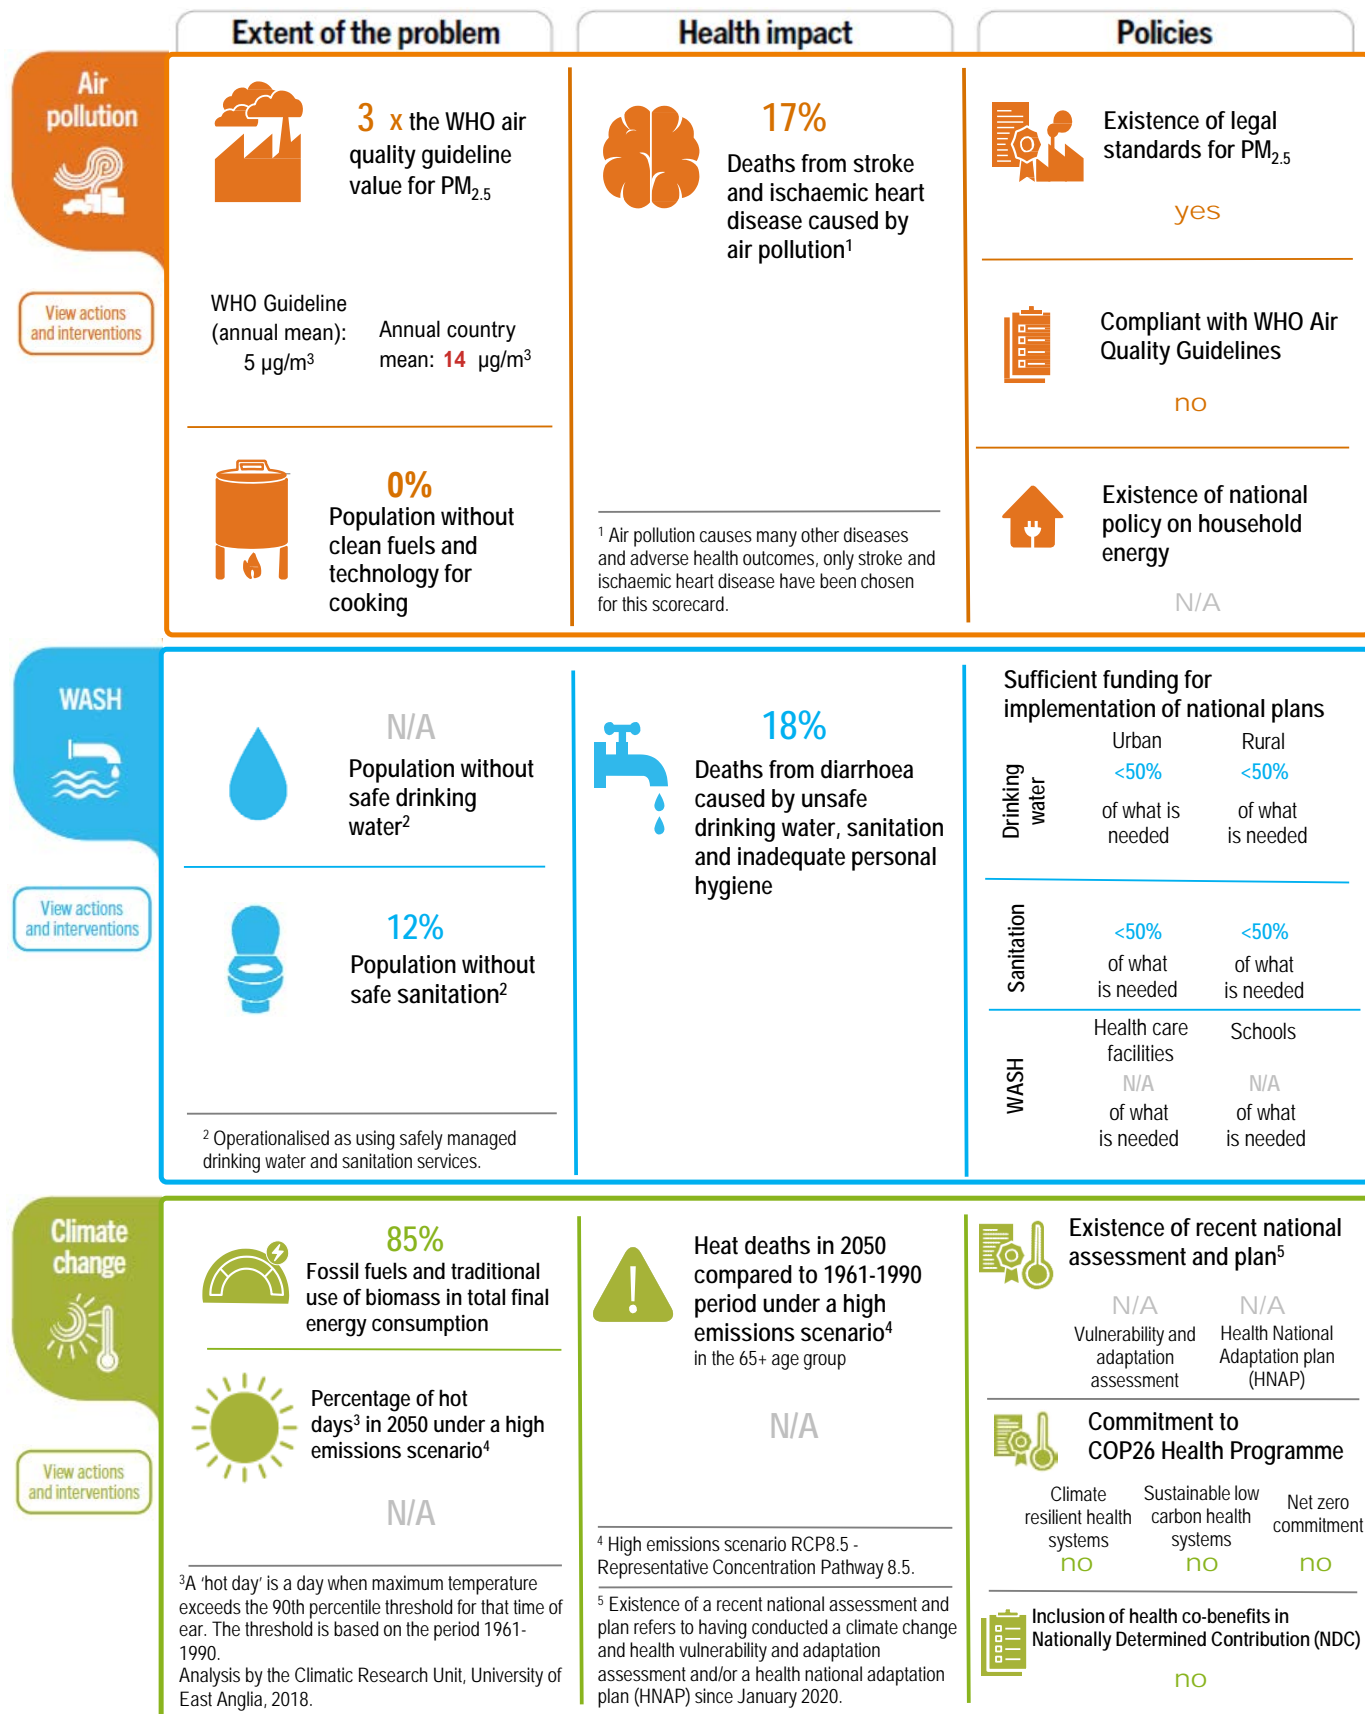 Extent of the problem
Health impact
Policies
Air
pollution
View actions
and interventions
3 x the WHO air
quality guideline
value for PM2.5
WHO Guideline
(annual mean):
5 µg/m³
Annual country
mean: 14 µg/m³
0%
Population without
clean fuels and
technology for
cooking
17%
Deaths from stroke
and ischaemic heart
disease caused by
air pollution¹
¹ Air pollution causes many other diseases
and adverse health outcomes, only stroke and
ischaemic heart disease have been chosen
for this scorecard.
Existence of legal
standards for PM2.5
yes
Compliant with WHO Air
Quality Guidelines
no
Existence of national
policy on household
energy
N/A
WASH
View actions
and interventions
N/A
Population without
safe drinking
water²
12%
Population without
safe sanitation²
² Operationalised as using safely managed
drinking water and sanitation services.
18%
Deaths from diarrhoea
caused by unsafe
drinking water, sanitation
and inadequate personal
hygiene
Sufficient funding for
implementation of national plans
Urban
Rural
Drinking
water
<50%
<50%
of what is
needed
of what
is needed
Sanitation
<50%
<50%
of what
is needed
of what
is needed
WASH
Health care
facilities
Schools
N/A
N/A
of what
is needed
of what
is needed
Climate
change
View actions
and interventions
85%
Fossil fuels and traditional
use of biomass in total final
energy consumption
Percentage of hot
days³ in 2050 under a high
emissions scenario⁴
N/A
³A 'hot day' is a day when maximum temperature
exceeds the 90th percentile threshold for that time of
ear. The threshold is based on the period 1961-
1990.
Analysis by the Climatic Research Unit, University of
East Anglia, 2018.
Heat deaths in 2050
compared to 1961-1990
period under a high
emissions scenario⁴
in the 65+ age group
N/A
⁴ High emissions scenario RCP8.5 -
Representative Concentration Pathway 8.5.
⁵ Existence of a recent national assessment and
plan refers to having conducted a climate change
and health vulnerability and adaptation
assessment and/or a health national adaptation
plan (HNAP) since January 2020.
Existence of recent national
assessment and plan⁵
N/A
Vulnerability and
adaptation
assessment
N/A
Health National
Adaptation plan
(HNAP)
Commitment to
COP26 Health Programme
Climate
resilient health
systems
no
Sustainable low
carbon health
systems
no
Net zero
commitment
no
Inclusion of health co-benefits in
Nationally Determined Contribution (NDC)
no